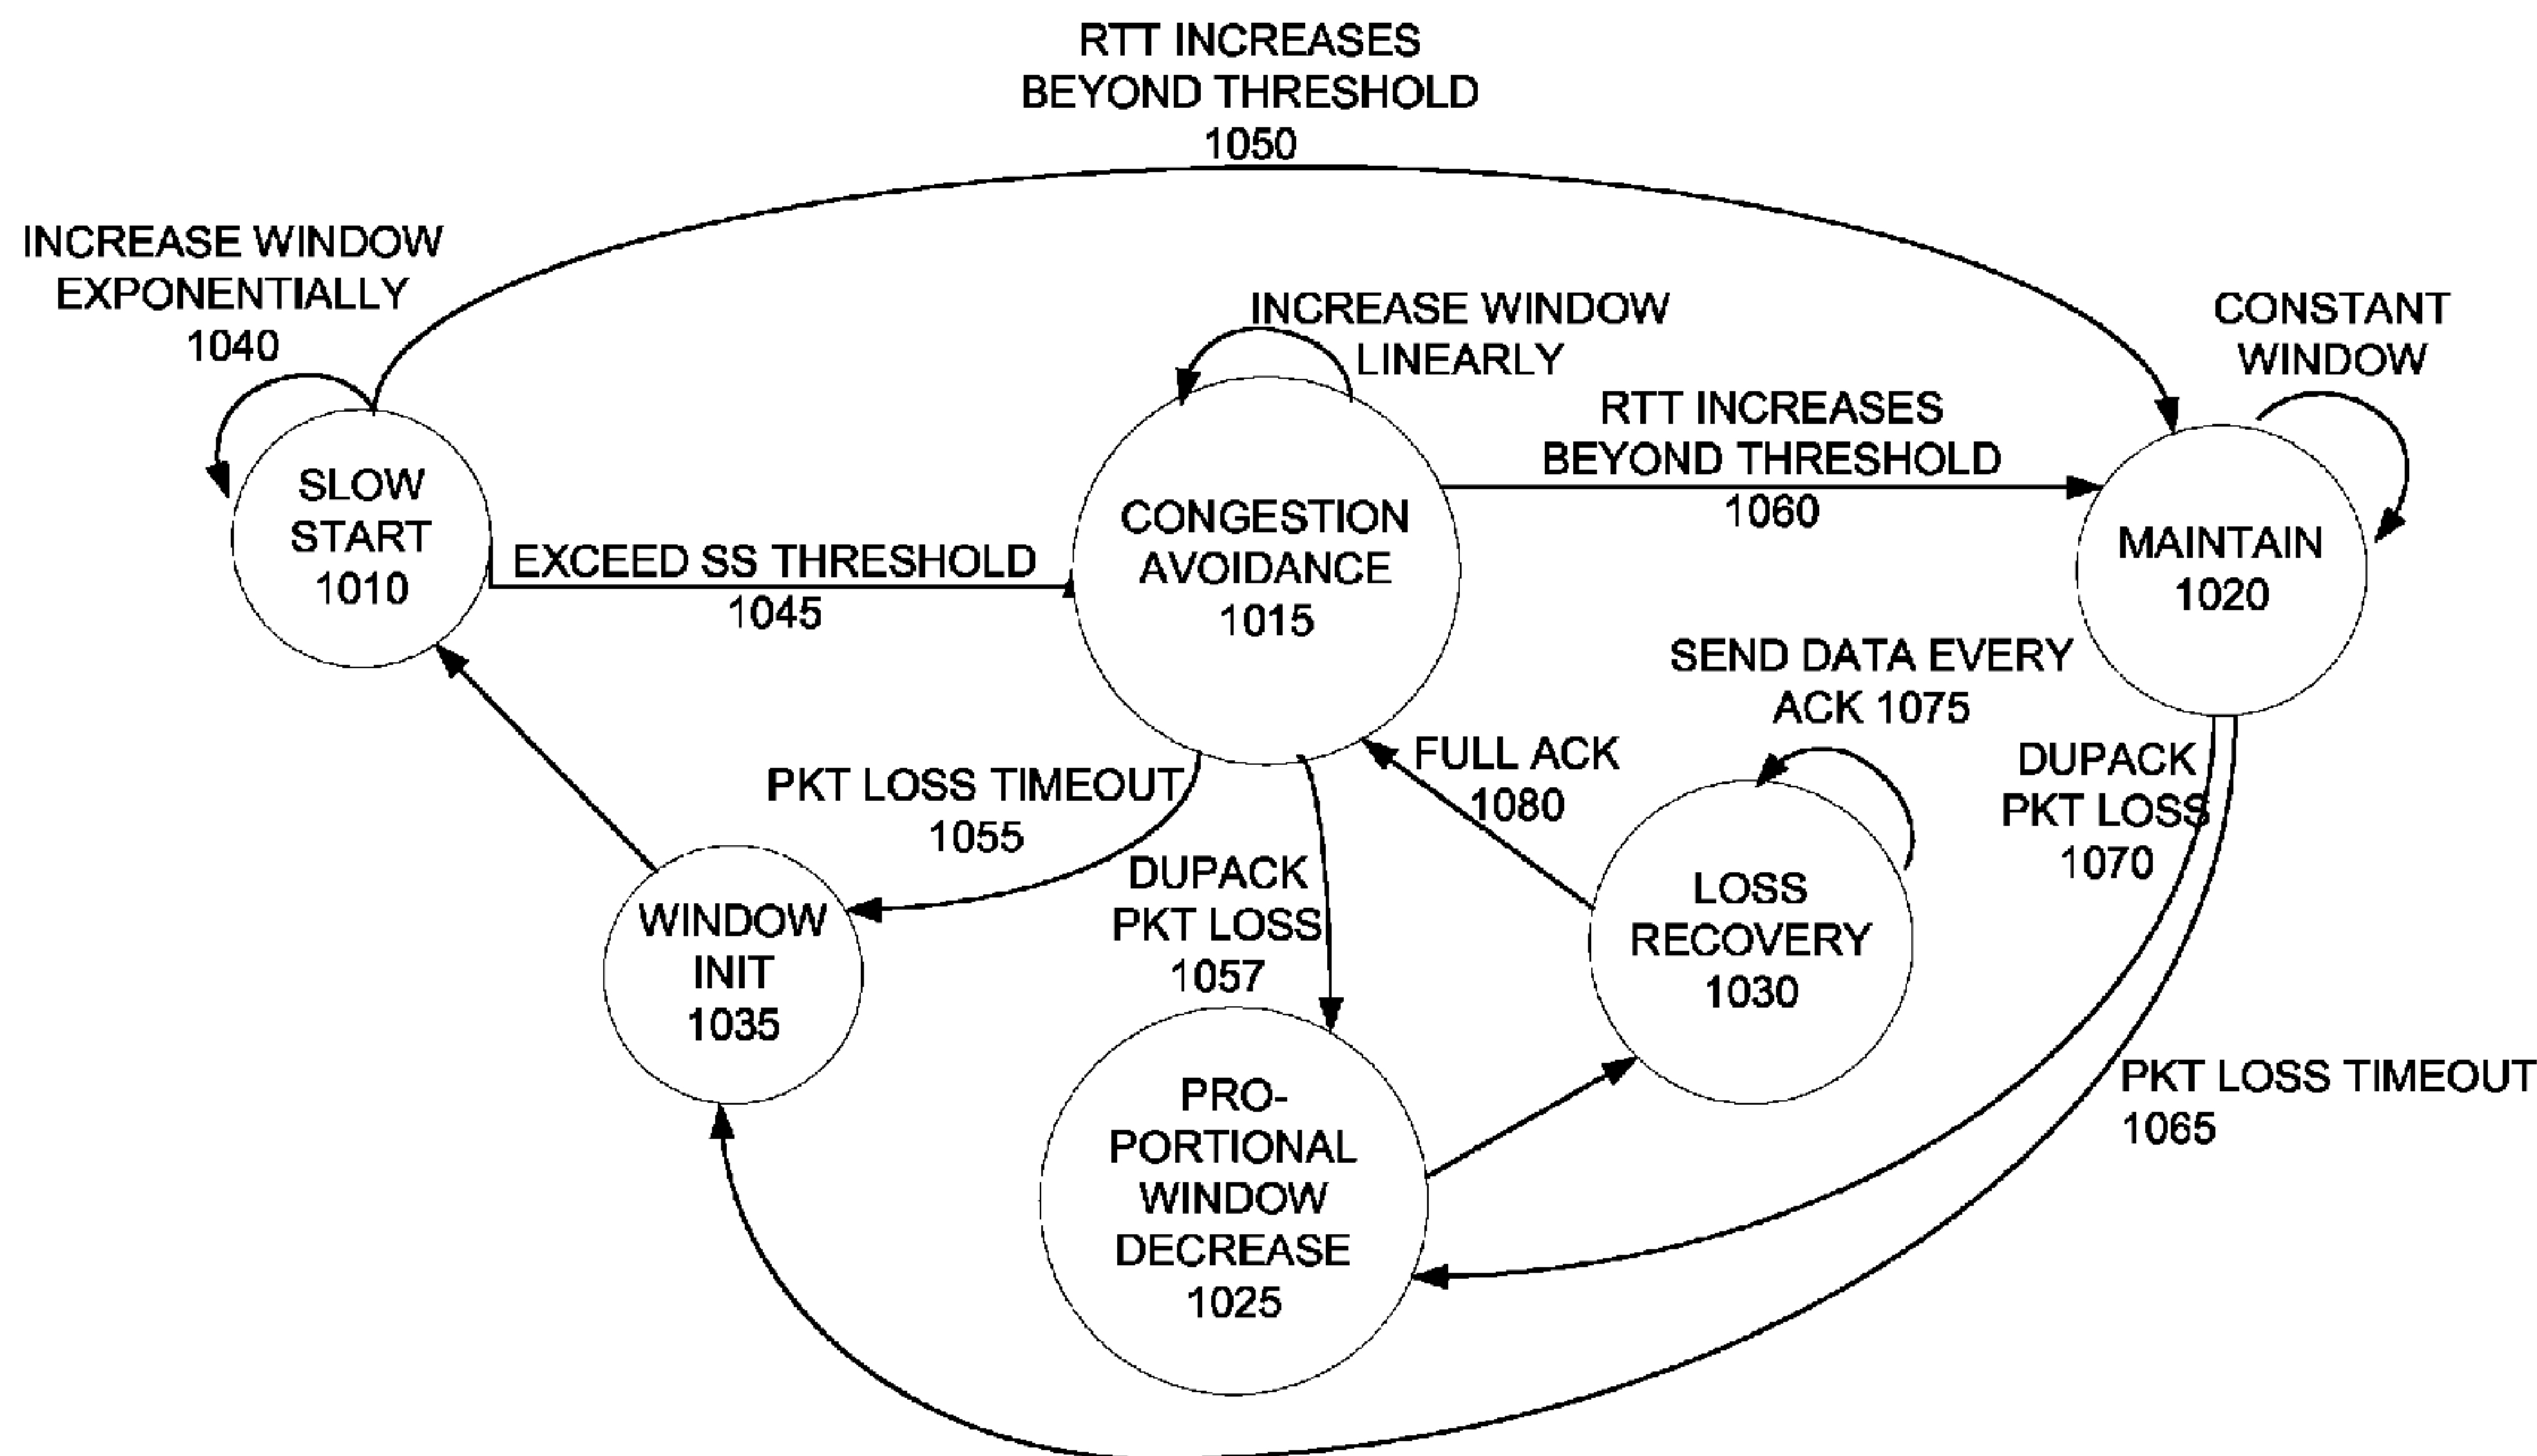 RTT INCREASES
BEYOND THRESHOLD
1050
INCREASE WINDOW
EXPONENTIALLY
1040
INCREASE WINDOW
LINEARLY
CONSTANT
WINDOW
RTT INCREASES
BEYOND THRESHOLD
1060
SLOW
START
1010
EXCEED SS THRESHOLD
1045
CONGESTION
AVOIDANCE
1015
MAINTAIN
1020
SEND DATA EVERY
ACK 1075
FULL ACK
1080
DUPACK
PKT LOSS
1070
PKT LOSS TIMEOUT
1055
DUPACK
PKT LOSS
1057
LOSS
RECOVERY
1030
WINDOW
INIT
1035
PKT LOSS TIMEOUT
1065
PRO-
PORTIONAL
WINDOW
DECREASE
1025